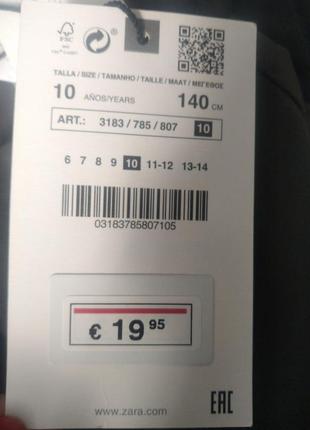 FSC
TALLA / SIZE / TAMANHO / TAILLE / MAAT / ΜΕΓΕΘΟΣ
10 AÑOS/YEARS 140 CM
ART.: 3183 / 785 / 807 10
6 7 8 9 10 11-12 13-14
03183785807105
€ 19 95
www.zara.com
EAC